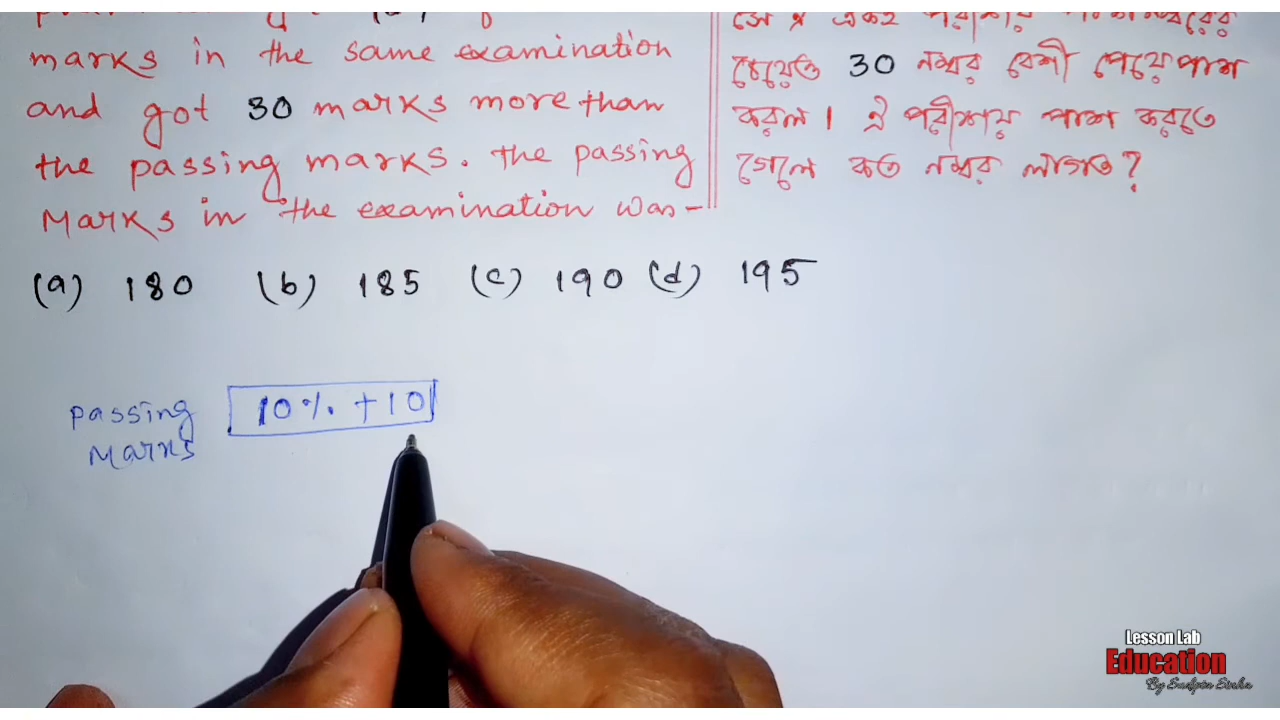 marks in the same examination
and got 30 marks more than
the passing marks. The passing
Marks in the examination was-
থেকেও 30 নম্বর বেশী পেয়ে পাশ
করল। ঐ পরীক্ষায় পাশ করতে
গেলে কত নম্বর লাগত?
(a) 180 (b) 185 (c) 190 (d) 195
Passing
Marks
10% + 10
Lesson Lab
Education